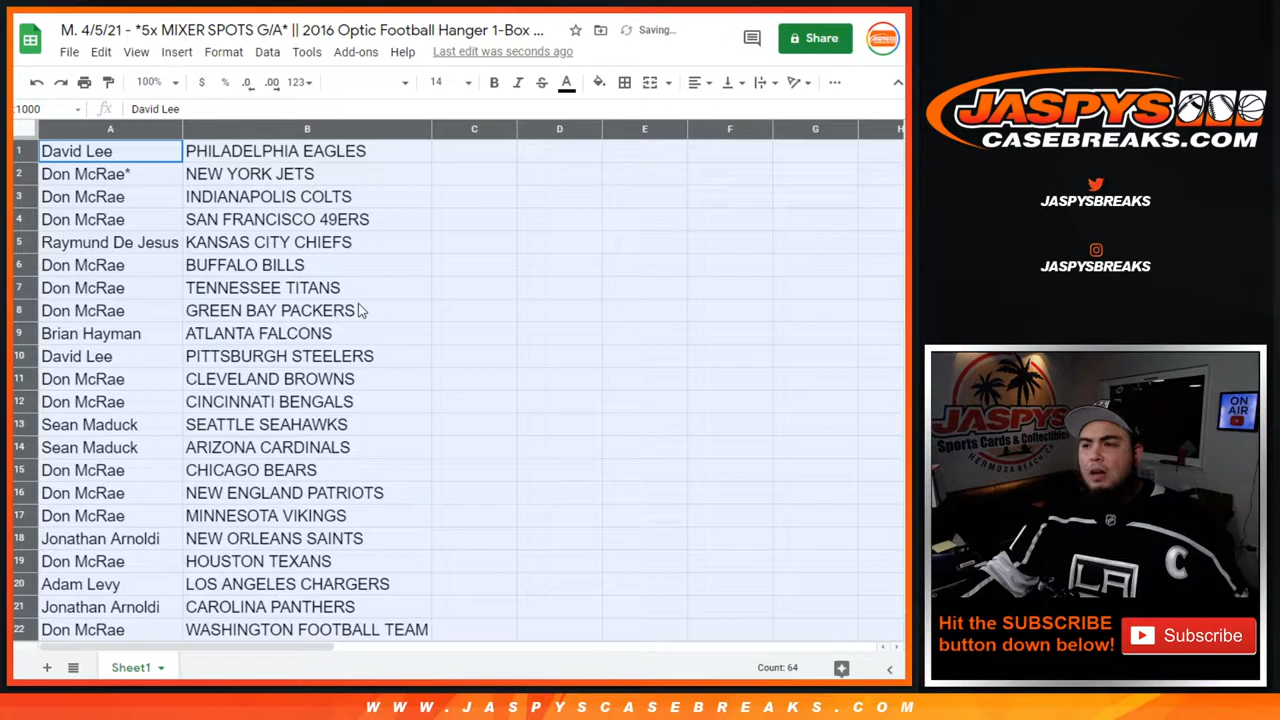 M. 4/5/21 - *5x MIXER SPOTS G/A* || 2016 Optic Football Hanger 1-Box ...
Saving...
Share
File Edit View Insert Format Data Tools Add-ons Help Last edit was seconds ago
100% $ % .0 .00 123 14 B I S A
:1000 fx David Lee
A B C D E F G H
1 David Lee PHILADELPHIA EAGLES
2 Don McRae* NEW YORK JETS
3 Don McRae INDIANAPOLIS COLTS
4 Don McRae SAN FRANCISCO 49ERS
5 Raymund De Jesus KANSAS CITY CHIEFS
6 Don McRae BUFFALO BILLS
7 Don McRae TENNESSEE TITANS
8 Don McRae GREEN BAY PACKERS
9 Brian Hayman ATLANTA FALCONS
10 David Lee PITTSBURGH STEELERS
11 Don McRae CLEVELAND BROWNS
12 Don McRae CINCINNATI BENGALS
13 Sean Maduck SEATTLE SEAHAWKS
14 Sean Maduck ARIZONA CARDINALS
15 Don McRae CHICAGO BEARS
16 Don McRae NEW ENGLAND PATRIOTS
17 Don McRae MINNESOTA VIKINGS
18 Jonathan Arnoldi NEW ORLEANS SAINTS
19 Don McRae HOUSTON TEXANS
20 Adam Levy LOS ANGELES CHARGERS
21 Jonathan Arnoldi CAROLINA PANTHERS
22 Don McRae WASHINGTON FOOTBALL TEAM
Sheet1
Count: 64
JASPYS
CASEBREAKS.COM
JASPYSBREAKS
JASPYSBREAKS
JASPYS
Sports Cards & Collectibles
HERMOSA BEACH, CA
ON
AIR
C
LA
Hit the SUBSCRIBE
button down below!
Subscribe
WWW.JASPYSCASEBREAKS.COM